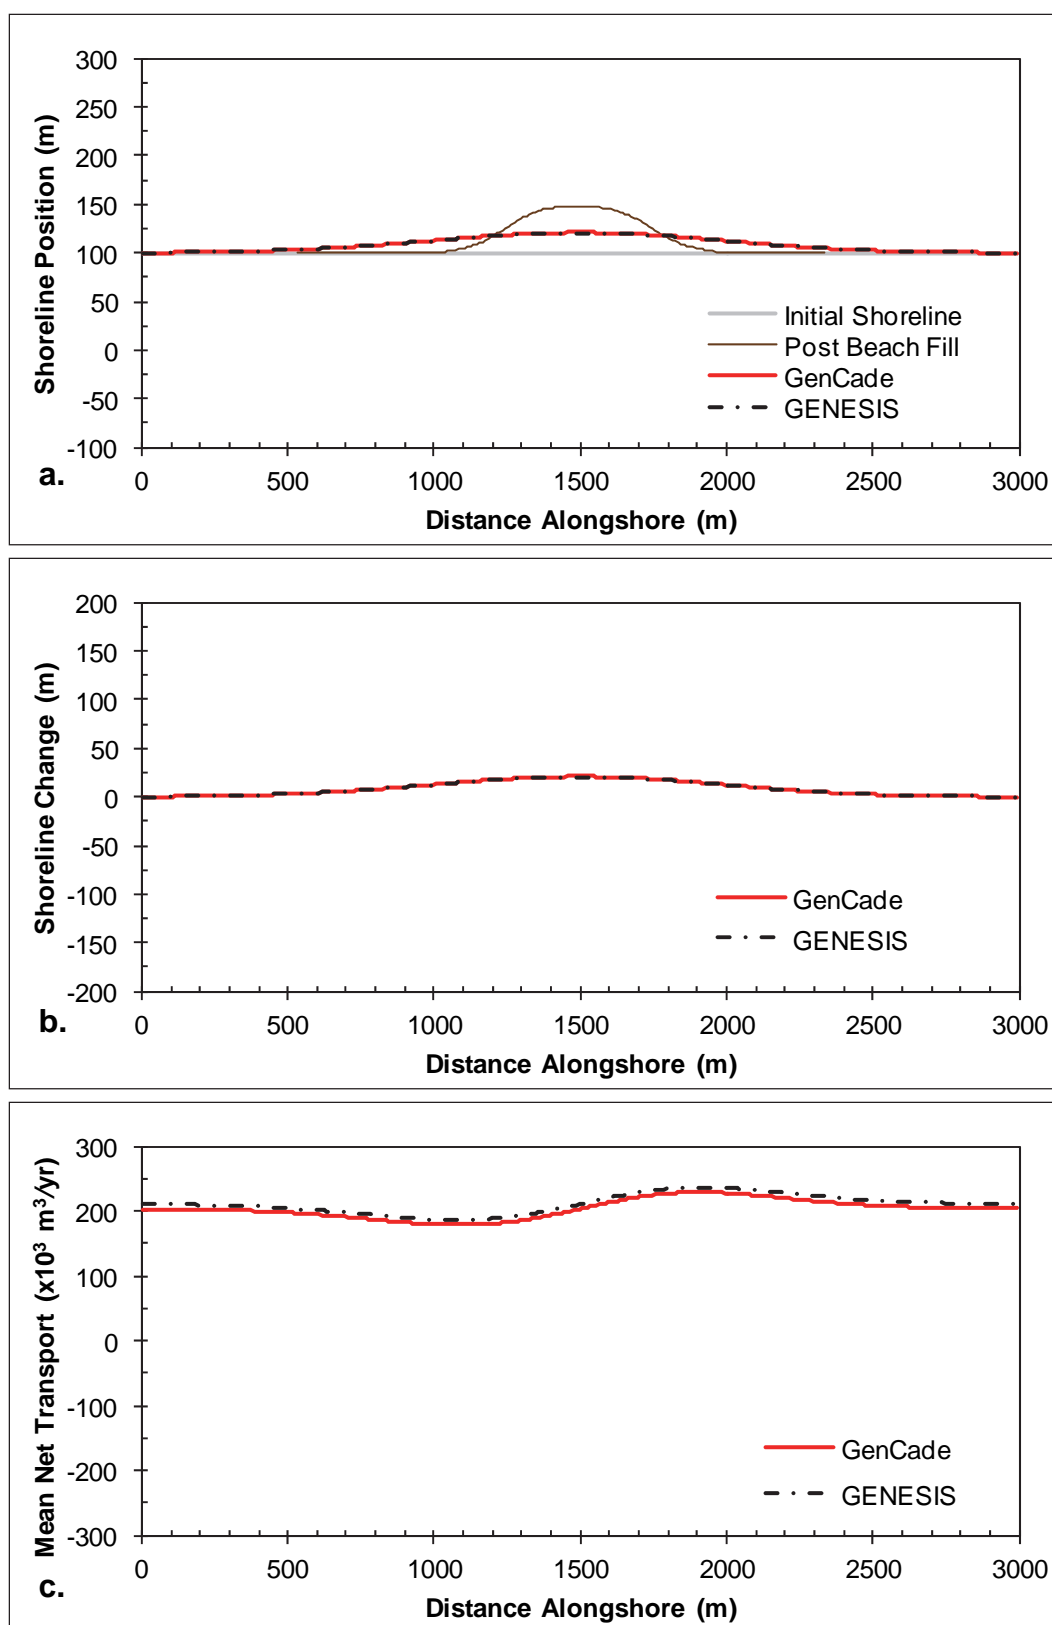 300
250
200
150
100
50
0
-50
-100
Shoreline Position (m)
Initial Shoreline
Post Beach Fill
GenCade
GENESIS
a.
0 500 1000 1500 2000 2500 3000
Distance Alongshore (m)
200
150
100
50
0
-50
-100
-150
-200
Shoreline Change (m)
GenCade
GENESIS
b.
0 500 1000 1500 2000 2500 3000
Distance Alongshore (m)
300
200
100
0
-100
-200
-300
Mean Net Transport (x10³ m³/yr)
GenCade
GENESIS
c.
0 500 1000 1500 2000 2500 3000
Distance Alongshore (m)